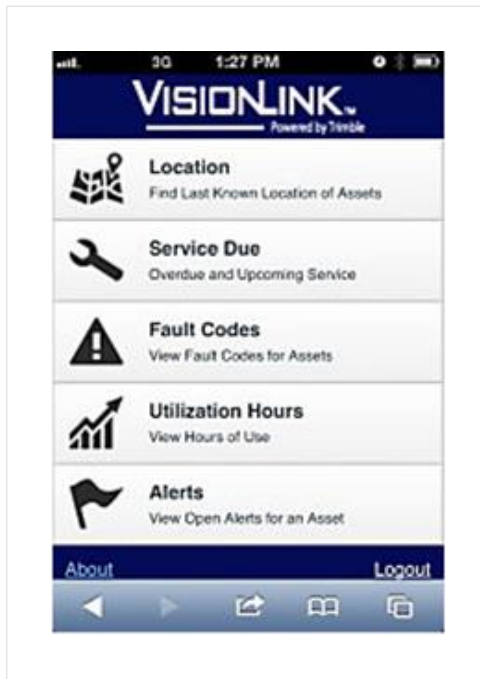 3G 1:27 PM
VISIONLINK™
Powered by Trimble
Location
Find Last Known Location of Assets
Service Due
Overdue and Upcoming Service
Fault Codes
View Fault Codes for Assets
Utilization Hours
View Hours of Use
Alerts
View Open Alerts for an Asset
About Logout